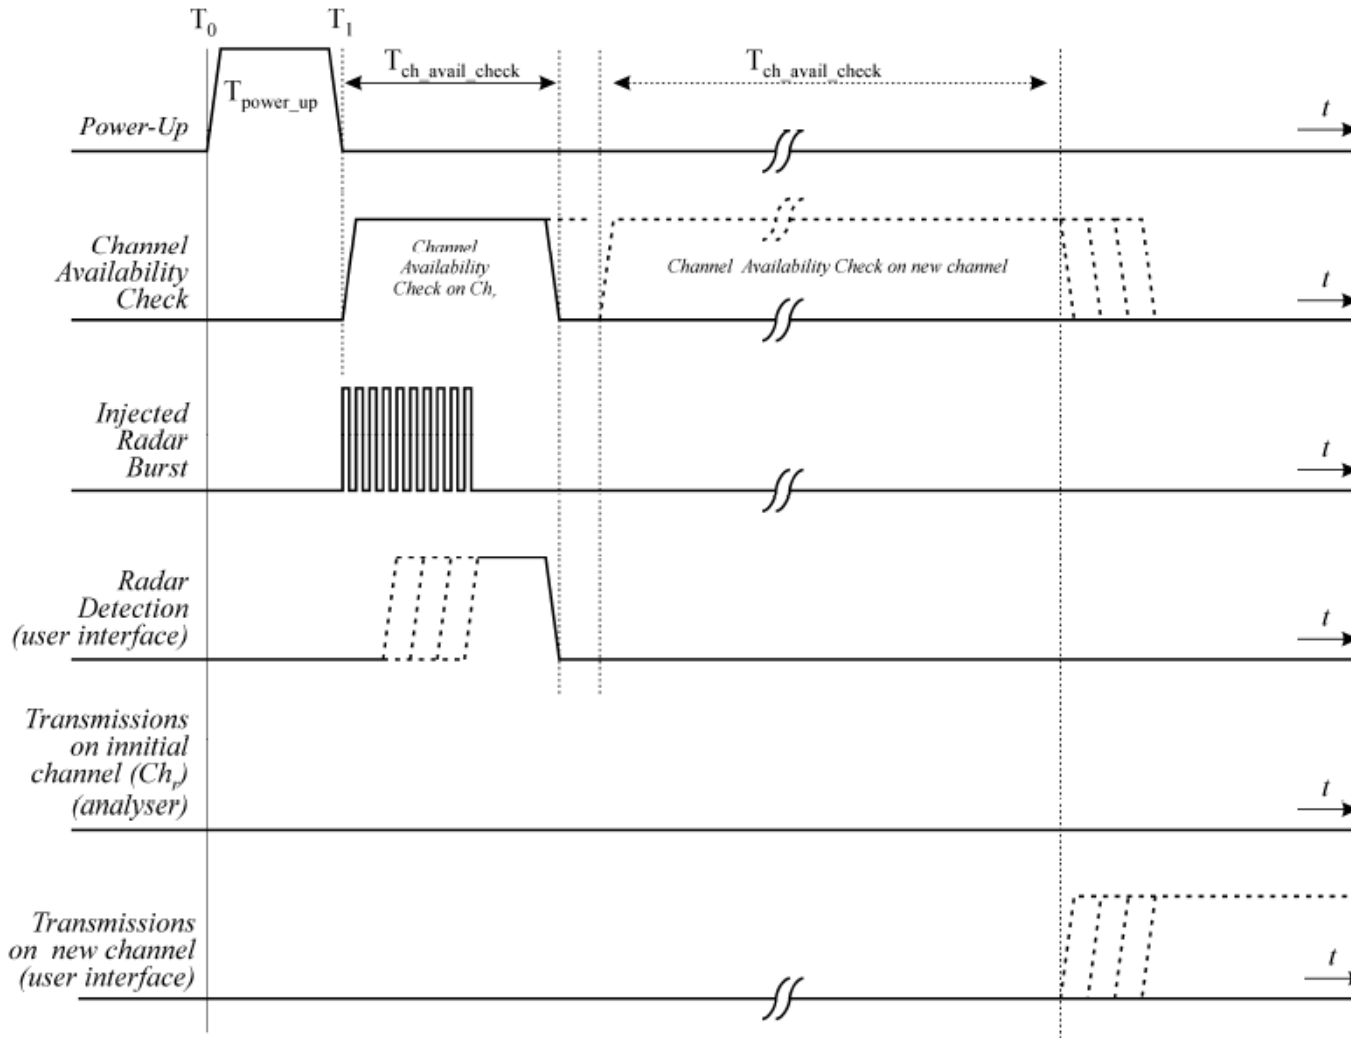 T0 T1
Tch_avail_check Tch_avail_check
Tpower_up
Power-Up
t
Channel
Availability
Check
Channel
Availability
Check on Chr
Channel Availability Check on new channel
t
Injected
Radar
Burst
t
Radar
Detection
(user interface)
t
Transmissions
on innitial
channel (Chr)
(analyser)
t
Transmissions
on new channel
(user interface)
t